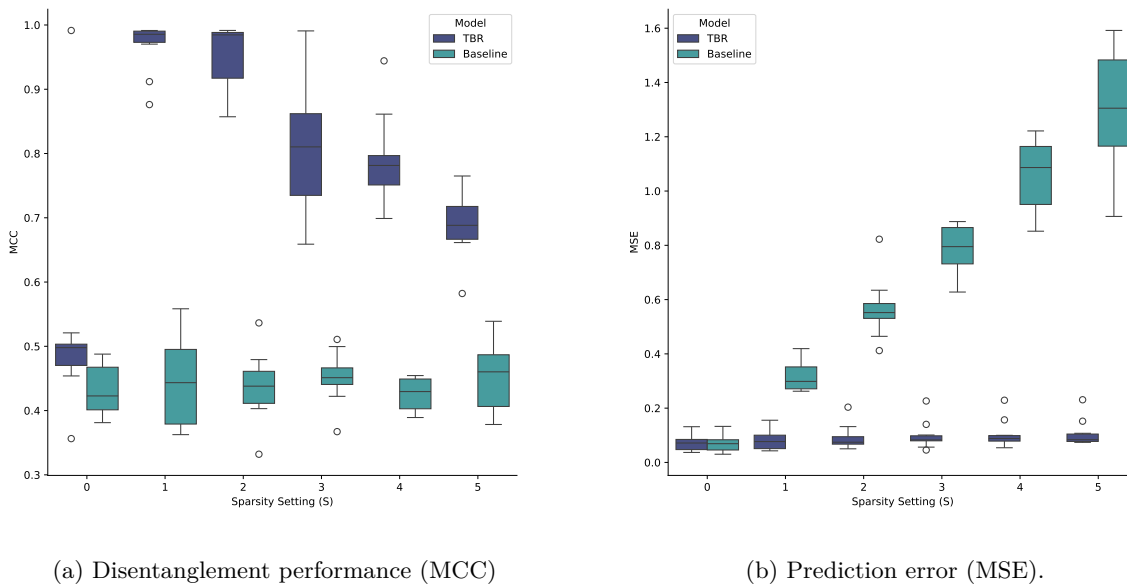 1.0
0.9
0.8
0.7
0.6
0.5
0.4
0.3
MCC
Model
TBR
Baseline
0 1 2 3 4 5
Sparsity Setting (S)
(a) Disentanglement performance (MCC)
1.6
1.4
1.2
1.0
0.8
0.6
0.4
0.2
0.0
MSE
Model
TBR
Baseline
0 1 2 3 4 5
Sparsity Setting (S)
(b) Prediction error (MSE).